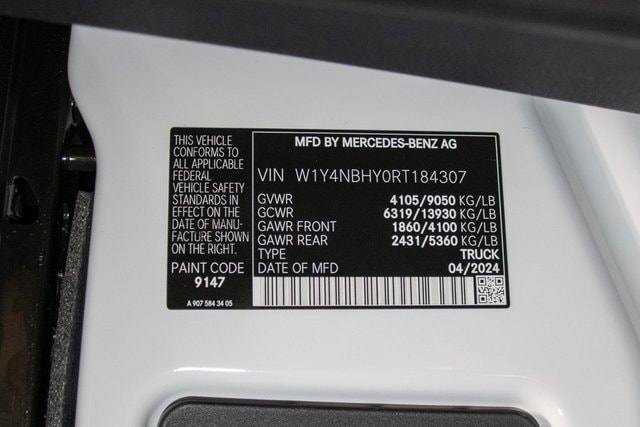 THIS VEHICLE
CONFORMS TO
ALL APPLICABLE
FEDERAL
VEHICLE SAFETY
STANDARDS IN
EFFECT ON THE
DATE OF MANU-
FACTURE SHOWN
ON THE RIGHT.
PAINT CODE
9147
A 907 584 34 05
MFD BY MERCEDES-BENZ AG
VIN W1Y4NBHY0RT184307
GVWR 4105/9050 KG/LB
GCWR 6319/13930 KG/LB
GAWR FRONT 1860/4100 KG/LB
GAWR REAR 2431/5360 KG/LB
TYPE TRUCK
DATE OF MFD 04/2024